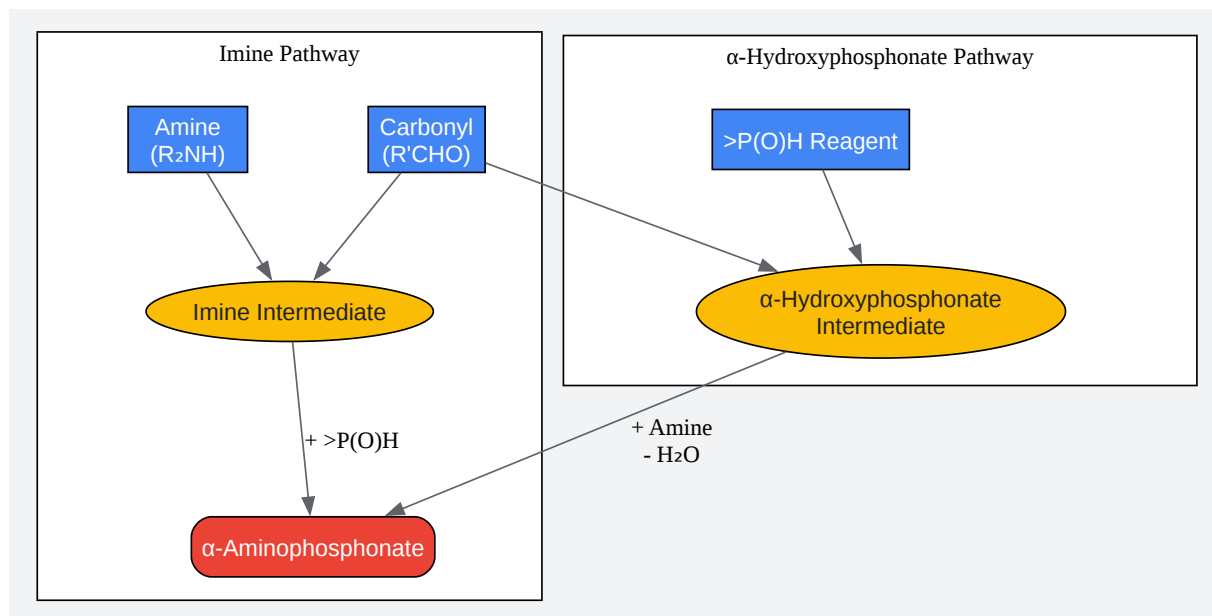 Imine Pathway
Amine
(R₂NH)
Carbonyl
(R'CHO)
Imine Intermediate
+ >P(O)H
α-Aminophosphonate
α-Hydroxyphosphonate Pathway
>P(O)H Reagent
α-Hydroxyphosphonate
Intermediate
+ Amine
- H₂O